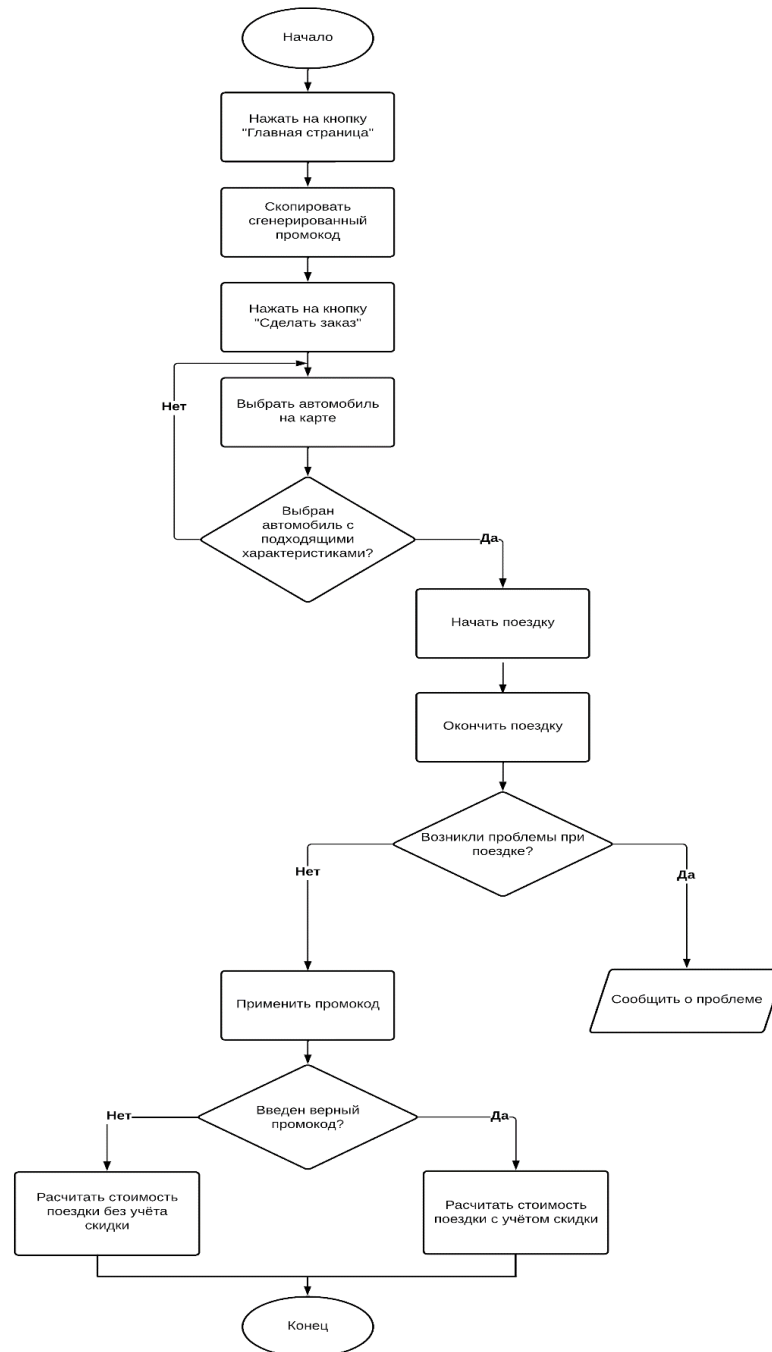 Начало
Нажать на кнопку
"Главная страница"
Скопировать
сгенерированный
промокод
Нажать на кнопку
"Сделать заказ"
Нет
Выбрать автомобиль
на карте
Выбран
автомобиль с
подходящими
характеристиками?
Да
Начать поездку
Окончить поездку
Возникли проблемы при
поездке?
Нет
Да
Применить промокод
Сообщить о проблеме
Нет
Введен верный
промокод?
Да
Расчитать стоимость
поездки без учёта
скидки
Расчитать стоимость
поездки с учётом скидки
Конец